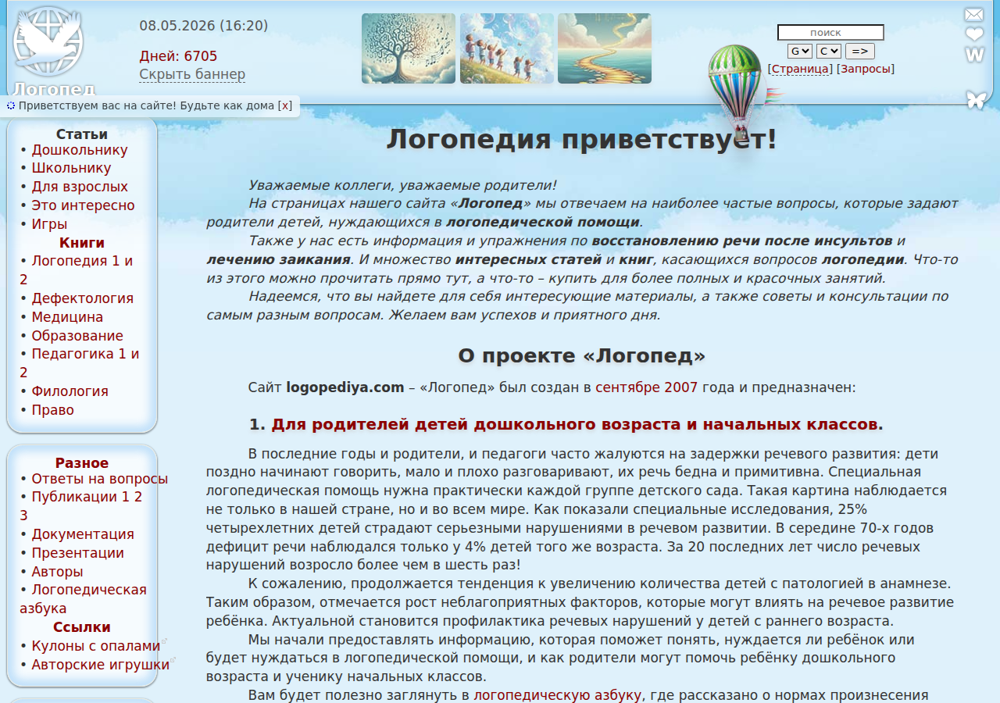 Логопед
08.05.2026 (16:20)
Дней: 6705
Скрыть баннер
поиск
G C =>
[Страница] [Запросы]
W
Приветствуем вас на сайте! Будьте как дома [x]
Статьи
• Дошкольнику
• Школьнику
• Для взрослых
• Это интересно
• Игры
Книги
• Логопедия 1 и
2
• Дефектология
• Медицина
• Образование
• Педагогика 1 и
2
• Филология
• Право
Разное
• Ответы на вопросы
• Публикации 1 2
3
• Документация
• Презентации
• Авторы
• Логопедическая
азбука
Ссылки
• Кулоны с опалами
• Авторские игрушки
Логопедия приветствует!
Уважаемые коллеги, уважаемые родители!
На страницах нашего сайта «Логопед» мы отвечаем на наиболее частые вопросы, которые задают
родители детей, нуждающихся в логопедической помощи.
Также у нас есть информация и упражнения по восстановлению речи после инсультов и
лечению заикания. И множество интересных статей и книг, касающихся вопросов логопедии. Что-то
из этого можно прочитать прямо тут, а что-то – купить для более полных и красочных занятий.
Надеемся, что вы найдете для себя интересующие материалы, а также советы и консультации по
самым разным вопросам. Желаем вам успехов и приятного дня.
О проекте «Логопед»
Сайт logopediya.com – «Логопед» был создан в сентябре 2007 года и предназначен:
1. Для родителей детей дошкольного возраста и начальных классов.
В последние годы и родители, и педагоги часто жалуются на задержки речевого развития: дети
поздно начинают говорить, мало и плохо разговаривают, их речь бедна и примитивна. Специальная
логопедическая помощь нужна практически каждой группе детского сада. Такая картина наблюдается
не только в нашей стране, но и во всем мире. Как показали специальные исследования, 25%
четырехлетних детей страдают серьезными нарушениями в речевом развитии. В середине 70-х годов
дефицит речи наблюдался только у 4% детей того же возраста. За 20 последних лет число речевых
нарушений возросло более чем в шесть раз!
К сожалению, продолжается тенденция к увеличению количества детей с патологией в анамнезе.
Таким образом, отмечается рост неблагоприятных факторов, которые могут влиять на речевое развитие
ребёнка. Актуальной становится профилактика речевых нарушений у детей с раннего возраста.
Мы начали предоставлять информацию, которая поможет понять, нуждается ли ребёнок или
будет нуждаться в логопедической помощи, и как родители могут помочь ребёнку дошкольного
возраста и ученику начальных классов.
Вам будет полезно заглянуть в логопедическую азбуку, где рассказано о нормах произнесения